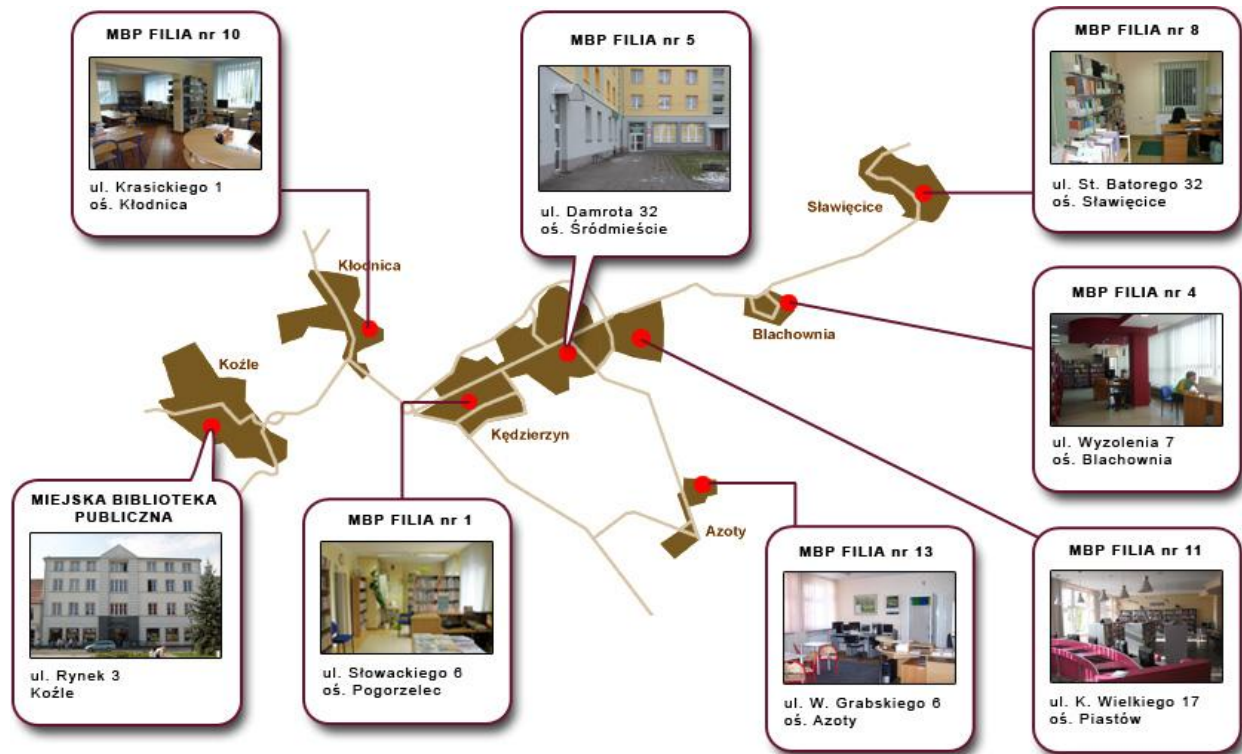 MBP FILIA nr 10
ul. Krasickiego 1
oś. Kłodnica
MBP FILIA nr 5
ul. Damrota 32
oś. Śródmieście
MBP FILIA nr 8
ul. St. Batorego 32
oś. Sławięcice
Sławięcice
Kłodnica
Koźle
Kędzierzyn
Blachownia
Azoty
MBP FILIA nr 4
ul. Wyzolenia 7
oś. Blachownia
MIEJSKA BIBLIOTEKA
PUBLICZNA
ul. Rynek 3
Koźle
MBP FILIA nr 1
ul. Słowackiego 6
oś. Pogorzelec
MBP FILIA nr 13
ul. W. Grabskiego 6
oś. Azoty
MBP FILIA nr 11
ul. K. Wielkiego 17
oś. Piastów